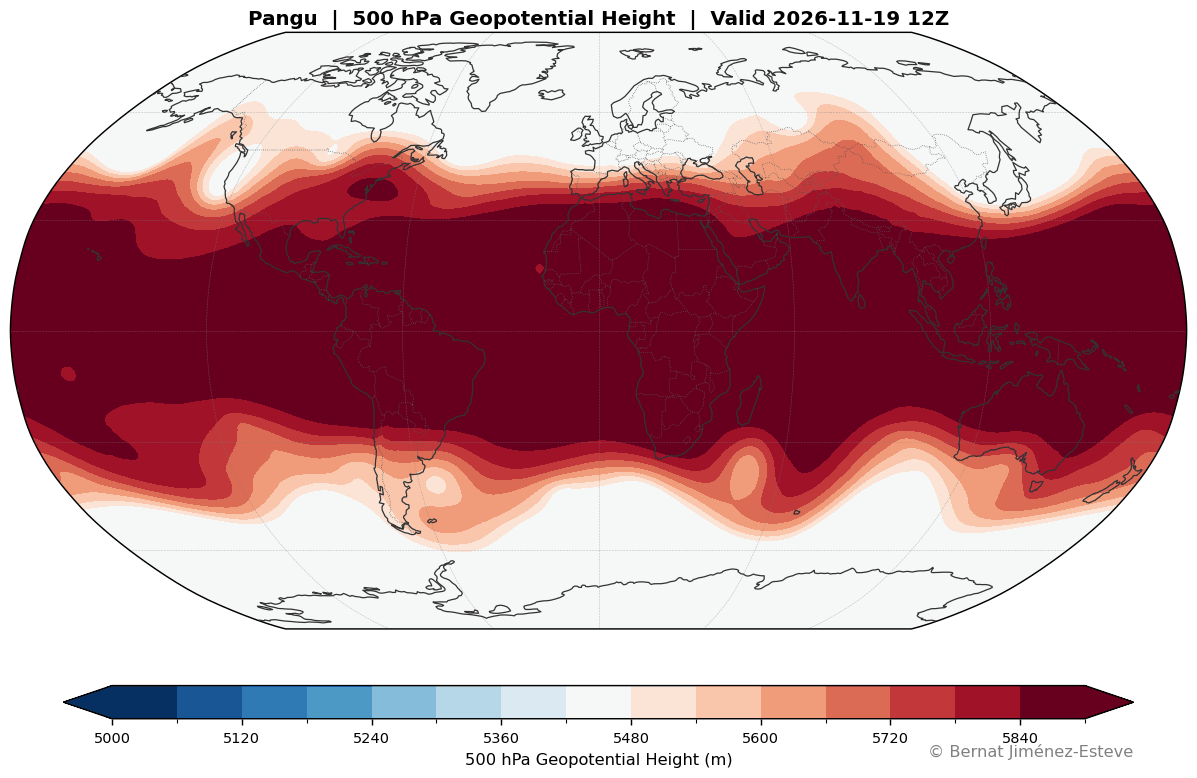 Pangu | 500 hPa Geopotential Height | Valid 2026-11-19 12Z
5000 5120 5240 5360 5480 5600 5720 5840
500 hPa Geopotential Height (m)
© Bernat Jiménez-Esteve